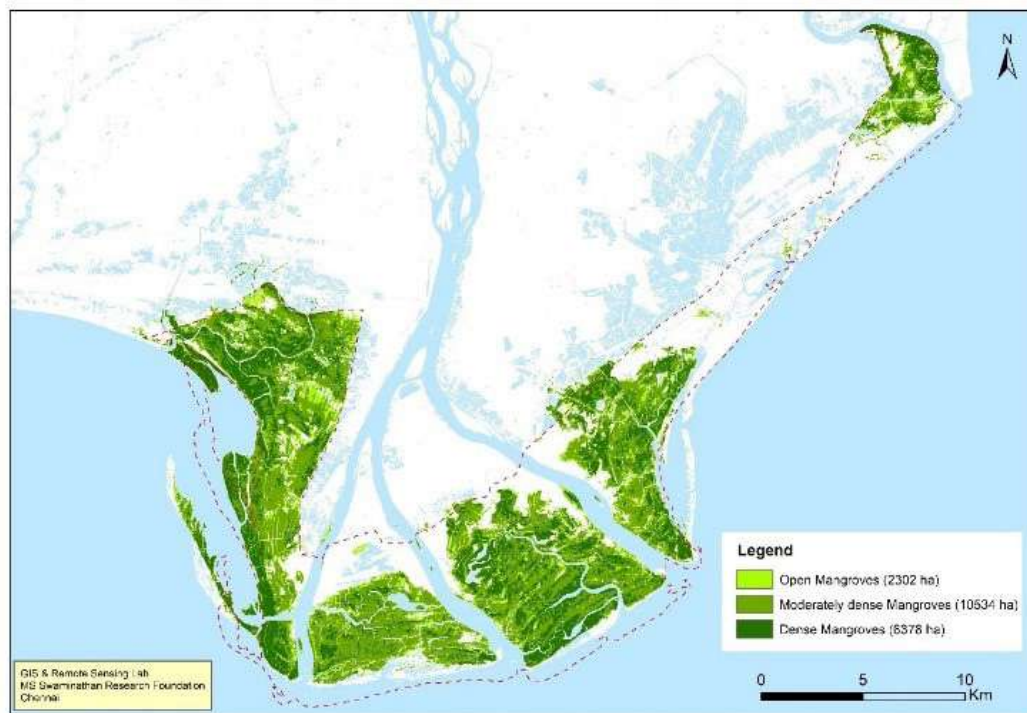 N
Legend
Open Mangroves (2302 ha)
Moderately dense Mangroves (10534 ha)
Dense Mangroves (6378 ha)
GIS & Remote Sensing Lab
MS Swaminathan Research Foundation
Chennai
0 5 10
Km